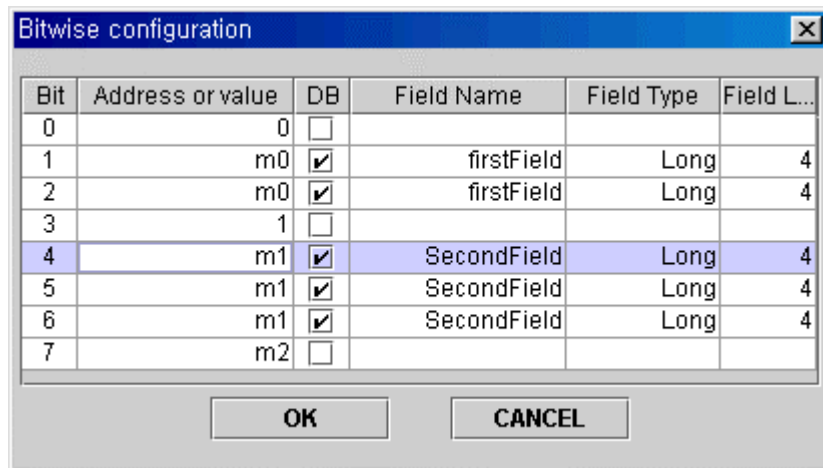 Bitwise configuration
Bit Address or value DB Field Name Field Type Field L...
0 0
1 m0 firstField Long 4
2 m0 firstField Long 4
3 1
4 m1 SecondField Long 4
5 m1 SecondField Long 4
6 m1 SecondField Long 4
7 m2
OK CANCEL